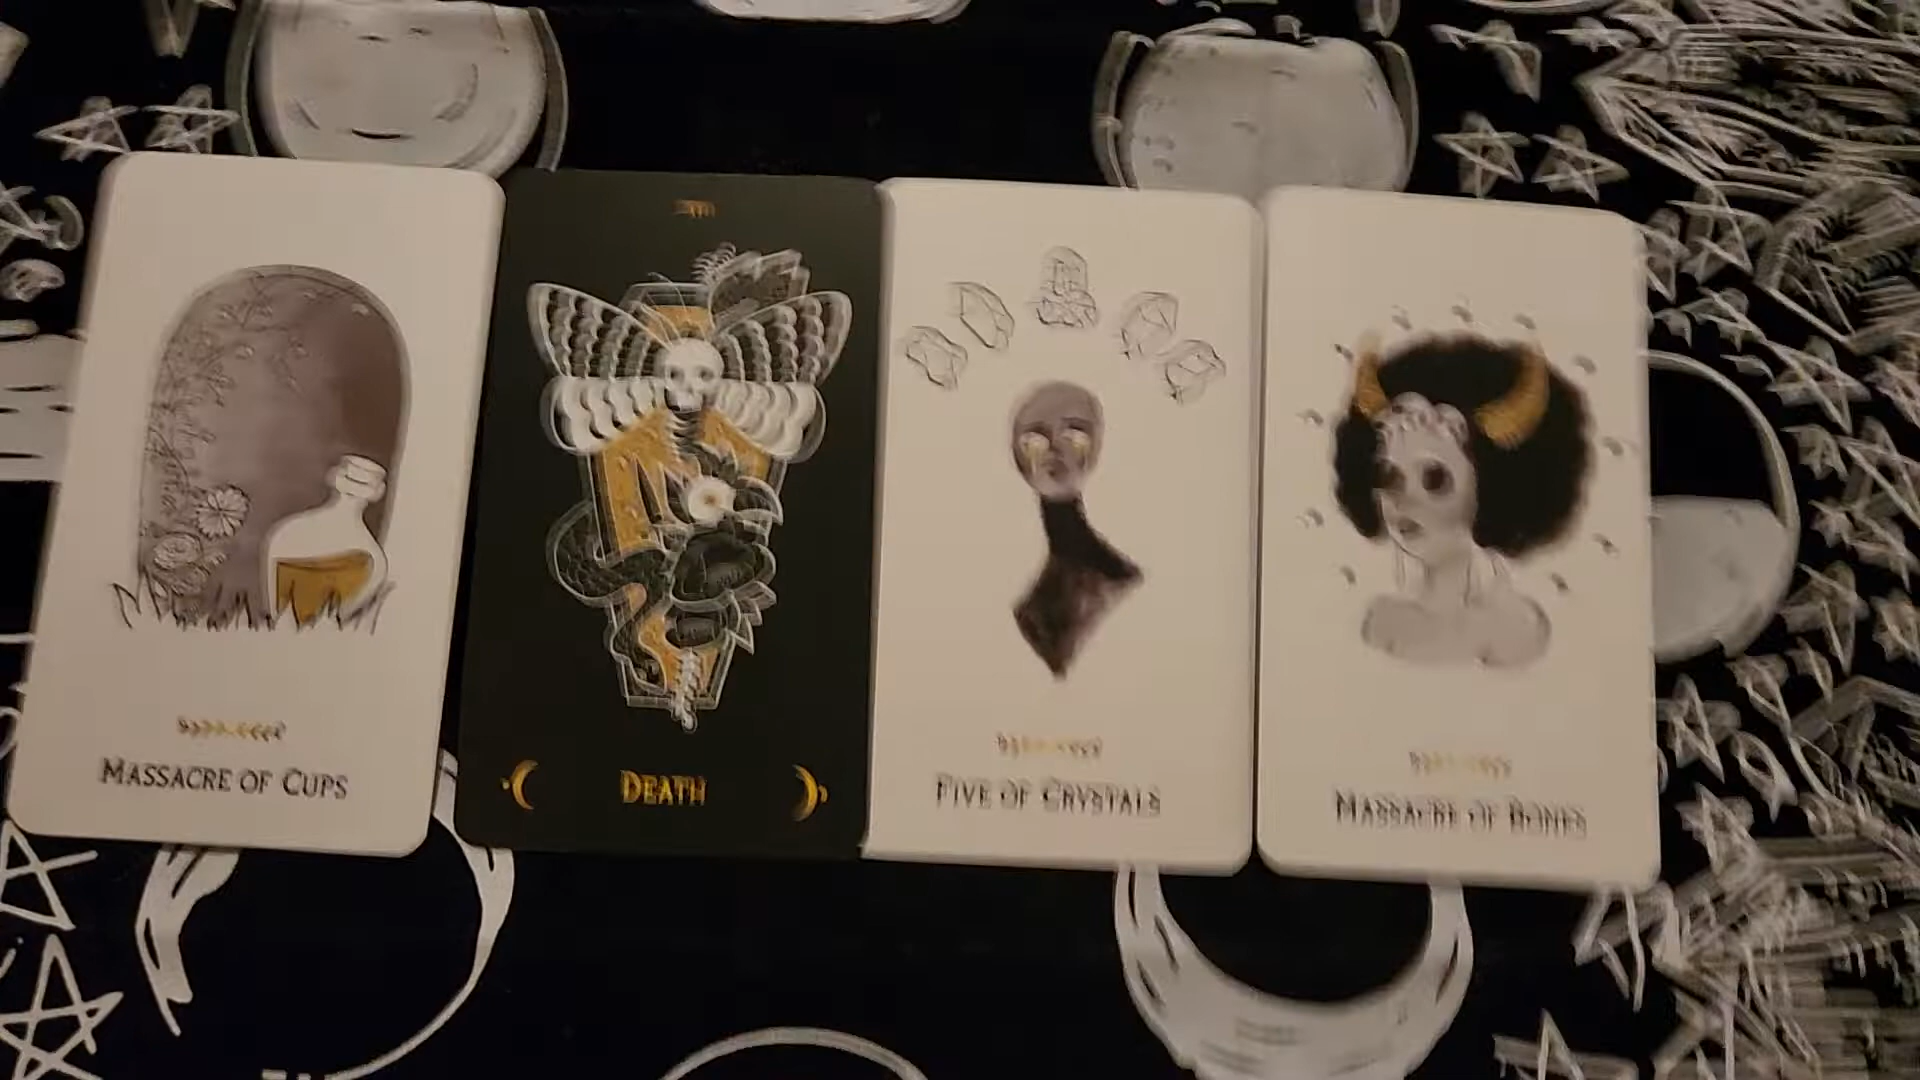 MASSACRE OF CUPS
DEATH
FIVE OF CRYSTALS
MASSACRE OF BONES